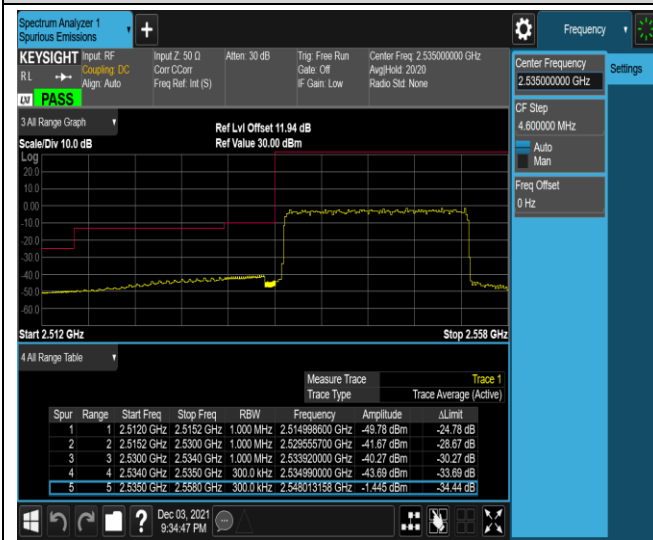 Spectrum Analyzer 1
Spurious Emissions
+
Frequency
KEYSIGHT
Input: RF
Input Z: 50 Ω
Atten: 30 dB
Trig: Free Run
Center Freq: 2.535000000 GHz
RL
Coupling: DC
Corr CCorr
Gate: Off
Avg|Hold: 20/20
Align: Auto
Freq Ref: Int (S)
IF Gain: Low
Radio Std: None
LXI
PASS
Center Frequency
2.535000000 GHz
Settings
CF Step
4.600000 MHz
Auto
Man
Freq Offset
0 Hz
3 All Range Graph
Ref Lvl Offset 11.94 dB
Scale/Div 10.0 dB
Ref Value 30.00 dBm
Log
20.0
10.0
0.00
-10.0
-20.0
-30.0
-40.0
-50.0
-60.0
Start 2.512 GHz
Stop 2.558 GHz
4 All Range Table
Measure Trace Trace 1
Trace Type Trace Average (Active)
Spur Range Start Freq Stop Freq RBW Frequency Amplitude ΔLimit
1 1 2.5120 GHz 2.5152 GHz 1.000 MHz 2.514998600 GHz -49.78 dBm -24.78 dB
2 2 2.5152 GHz 2.5300 GHz 1.000 MHz 2.529555700 GHz -41.67 dBm -28.67 dB
3 3 2.5300 GHz 2.5340 GHz 1.000 MHz 2.533920000 GHz -40.27 dBm -30.27 dB
4 4 2.5340 GHz 2.5350 GHz 300.0 kHz 2.534990000 GHz -43.69 dBm -33.69 dB
5 5 2.5350 GHz 2.5580 GHz 300.0 kHz 2.548013158 GHz -1.445 dBm -34.44 dB
?
Dec 03, 2021
9:34:47 PM